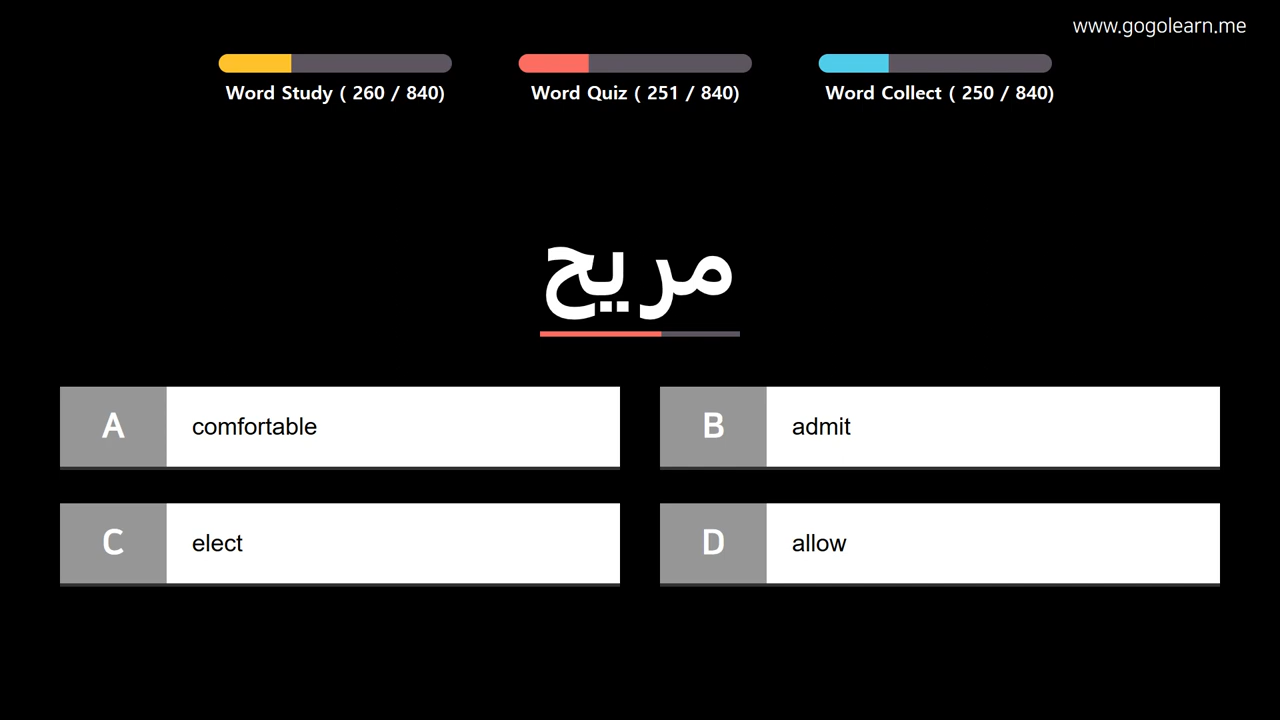 www.gogolearn.me
Word Study ( 260 / 840)
Word Quiz ( 251 / 840)
Word Collect ( 250 / 840)
مريح
A comfortable
B admit
C elect
D allow